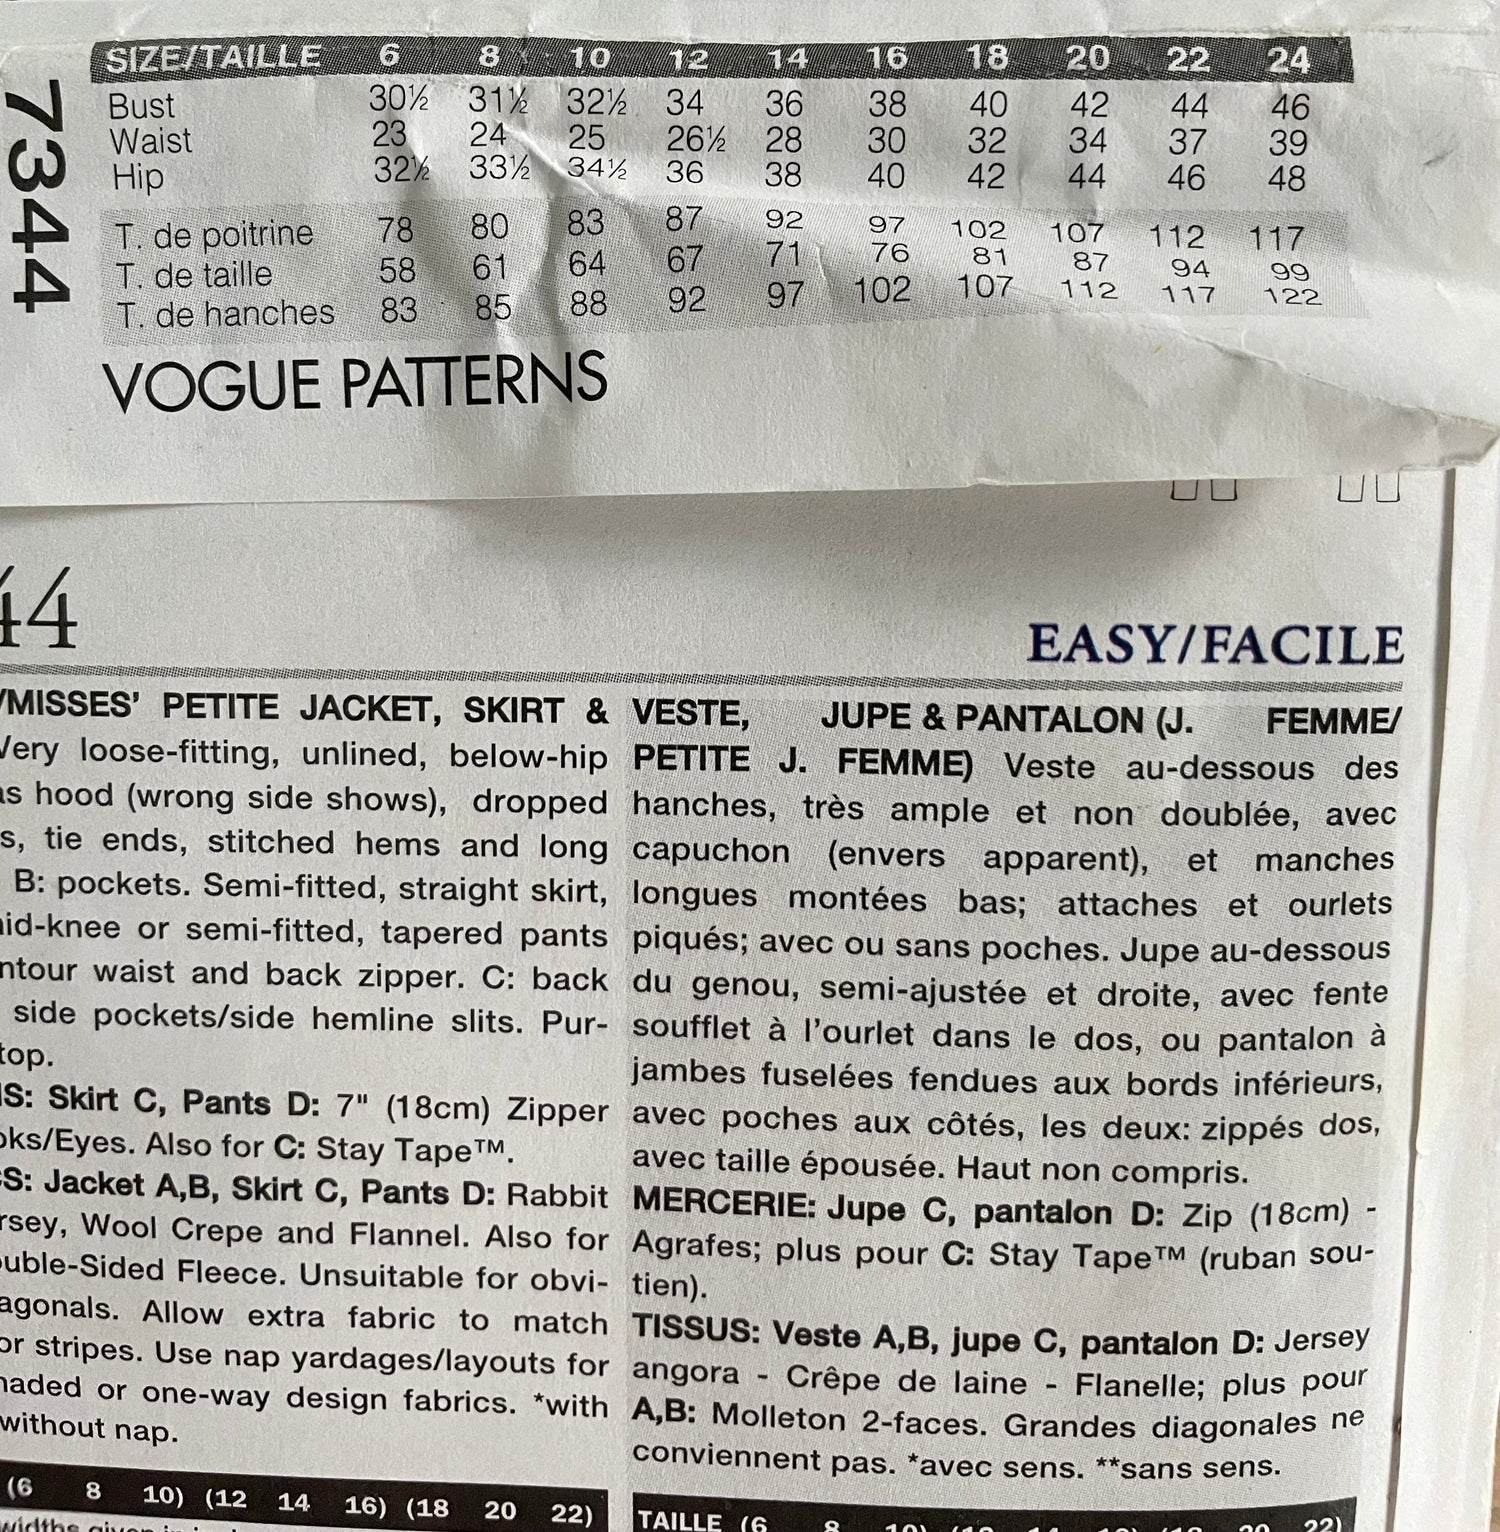 SIZE/TAILLE 6 8 10 12 14 16 18 20 22 24
Bust 30½ 31½ 32½ 34 36 38 40 42 44 46
Waist 23 24 25 26½ 28 30 32 34 37 39
Hip 32½ 33½ 34½ 36 38 40 42 44 46 48
T. de poitrine 78 80 83 87 92 97 102 107 112 117
T. de taille 58 61 64 67 71 76 81 87 94 99
T. de hanches 83 85 88 92 97 102 107 112 117 122
7344
VOGUE PATTERNS
44
EASY/FACILE
/MISSES' PETITE JACKET, SKIRT &
Very loose-fitting, unlined, below-hip
as hood (wrong side shows), dropped
s, tie ends, stitched hems and long
B: pockets. Semi-fitted, straight skirt,
id-knee or semi-fitted, tapered pants
ntour waist and back zipper. C: back
side pockets/side hemline slits. Pur-
top.
S: Skirt C, Pants D: 7" (18cm) Zipper
oks/Eyes. Also for C: Stay Tape™.
S: Jacket A,B, Skirt C, Pants D: Rabbit
rsey, Wool Crepe and Flannel. Also for
ouble-Sided Fleece. Unsuitable for obvi-
agonals. Allow extra fabric to match
or stripes. Use nap yardages/layouts for
haded or one-way design fabrics. *with
without nap.
(6 8 10) (12 14 16) (18 20 22)
VESTE, JUPE & PANTALON (J. FEMME/
PETITE J. FEMME) Veste au-dessous des
hanches, très ample et non doublée, avec
capuchon (envers apparent), et manches
longues montées bas; attaches et ourlets
piqués; avec ou sans poches. Jupe au-dessous
du genou, semi-ajustée et droite, avec fente
soufflet à l'ourlet dans le dos, ou pantalon à
jambes fuselées fendues aux bords inférieurs,
avec poches aux côtés, les deux: zippés dos,
avec taille épousée. Haut non compris.
MERCERIE: Jupe C, pantalon D: Zip (18cm) -
Agrafes; plus pour C: Stay Tape™ (ruban sou-
tien).
TISSUS: Veste A,B, jupe C, pantalon D: Jersey
angora - Crêpe de laine - Flanelle; plus pour
A,B: Molleton 2-faces. Grandes diagonales ne
conviennent pas. *avec sens. **sans sens.
TAILLE (6 8 10) (12 14 16) (18 20 22)